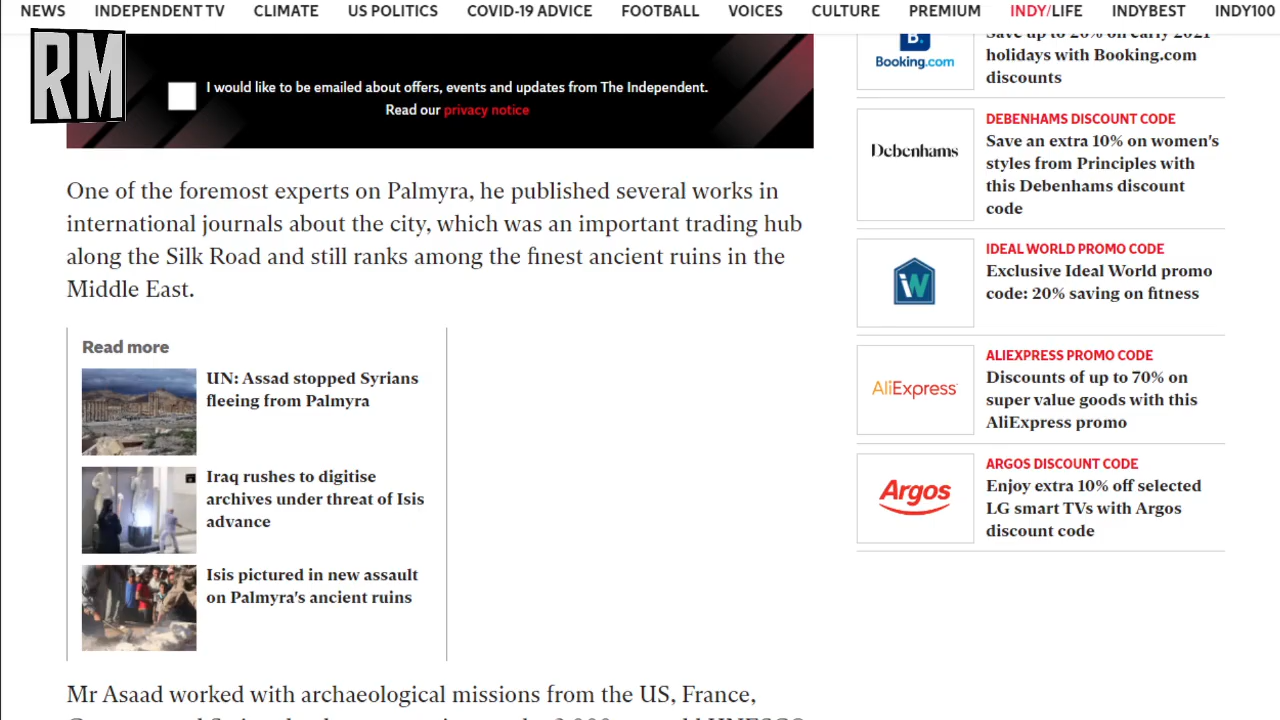 NEWS INDEPENDENT TV CLIMATE US POLITICS COVID-19 ADVICE FOOTBALL VOICES CULTURE PREMIUM INDY/LIFE INDYBEST INDY100
RM
I would like to be emailed about offers, events and updates from The Independent.
Read our privacy notice
One of the foremost experts on Palmyra, he published several works in
international journals about the city, which was an important trading hub
along the Silk Road and still ranks among the finest ancient ruins in the
Middle East.
Read more
UN: Assad stopped Syrians
fleeing from Palmyra
Iraq rushes to digitise
archives under threat of Isis
advance
Isis pictured in new assault
on Palmyra's ancient ruins
Mr Asaad worked with archaeological missions from the US, France,
B.
Booking.com
Save up to 20% on early 2021
holidays with Booking.com
discounts
Debenhams
DEBENHAMS DISCOUNT CODE
Save an extra 10% on women's
styles from Principles with
this Debenhams discount
code
iW
IDEAL WORLD PROMO CODE
Exclusive Ideal World promo
code: 20% saving on fitness
AliExpress
ALIEXPRESS PROMO CODE
Discounts of up to 70% on
super value goods with this
AliExpress promo
Argos
ARGOS DISCOUNT CODE
Enjoy extra 10% off selected
LG smart TVs with Argos
discount code